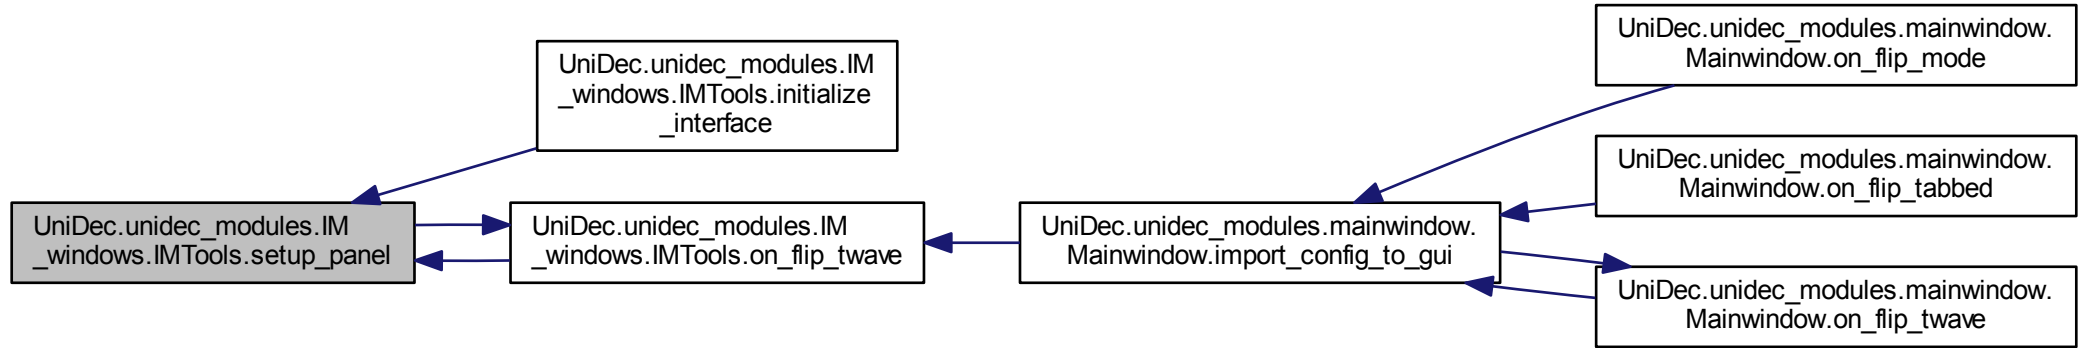 UniDec.unidec_modules.IM
_windows.IMTools.setup_panel
UniDec.unidec_modules.IM
_windows.IMTools.initialize
_interface
UniDec.unidec_modules.IM
_windows.IMTools.on_flip_twave
UniDec.unidec_modules.mainwindow.
Mainwindow.import_config_to_gui
UniDec.unidec_modules.mainwindow.
Mainwindow.on_flip_mode
UniDec.unidec_modules.mainwindow.
Mainwindow.on_flip_tabbed
UniDec.unidec_modules.mainwindow.
Mainwindow.on_flip_twave